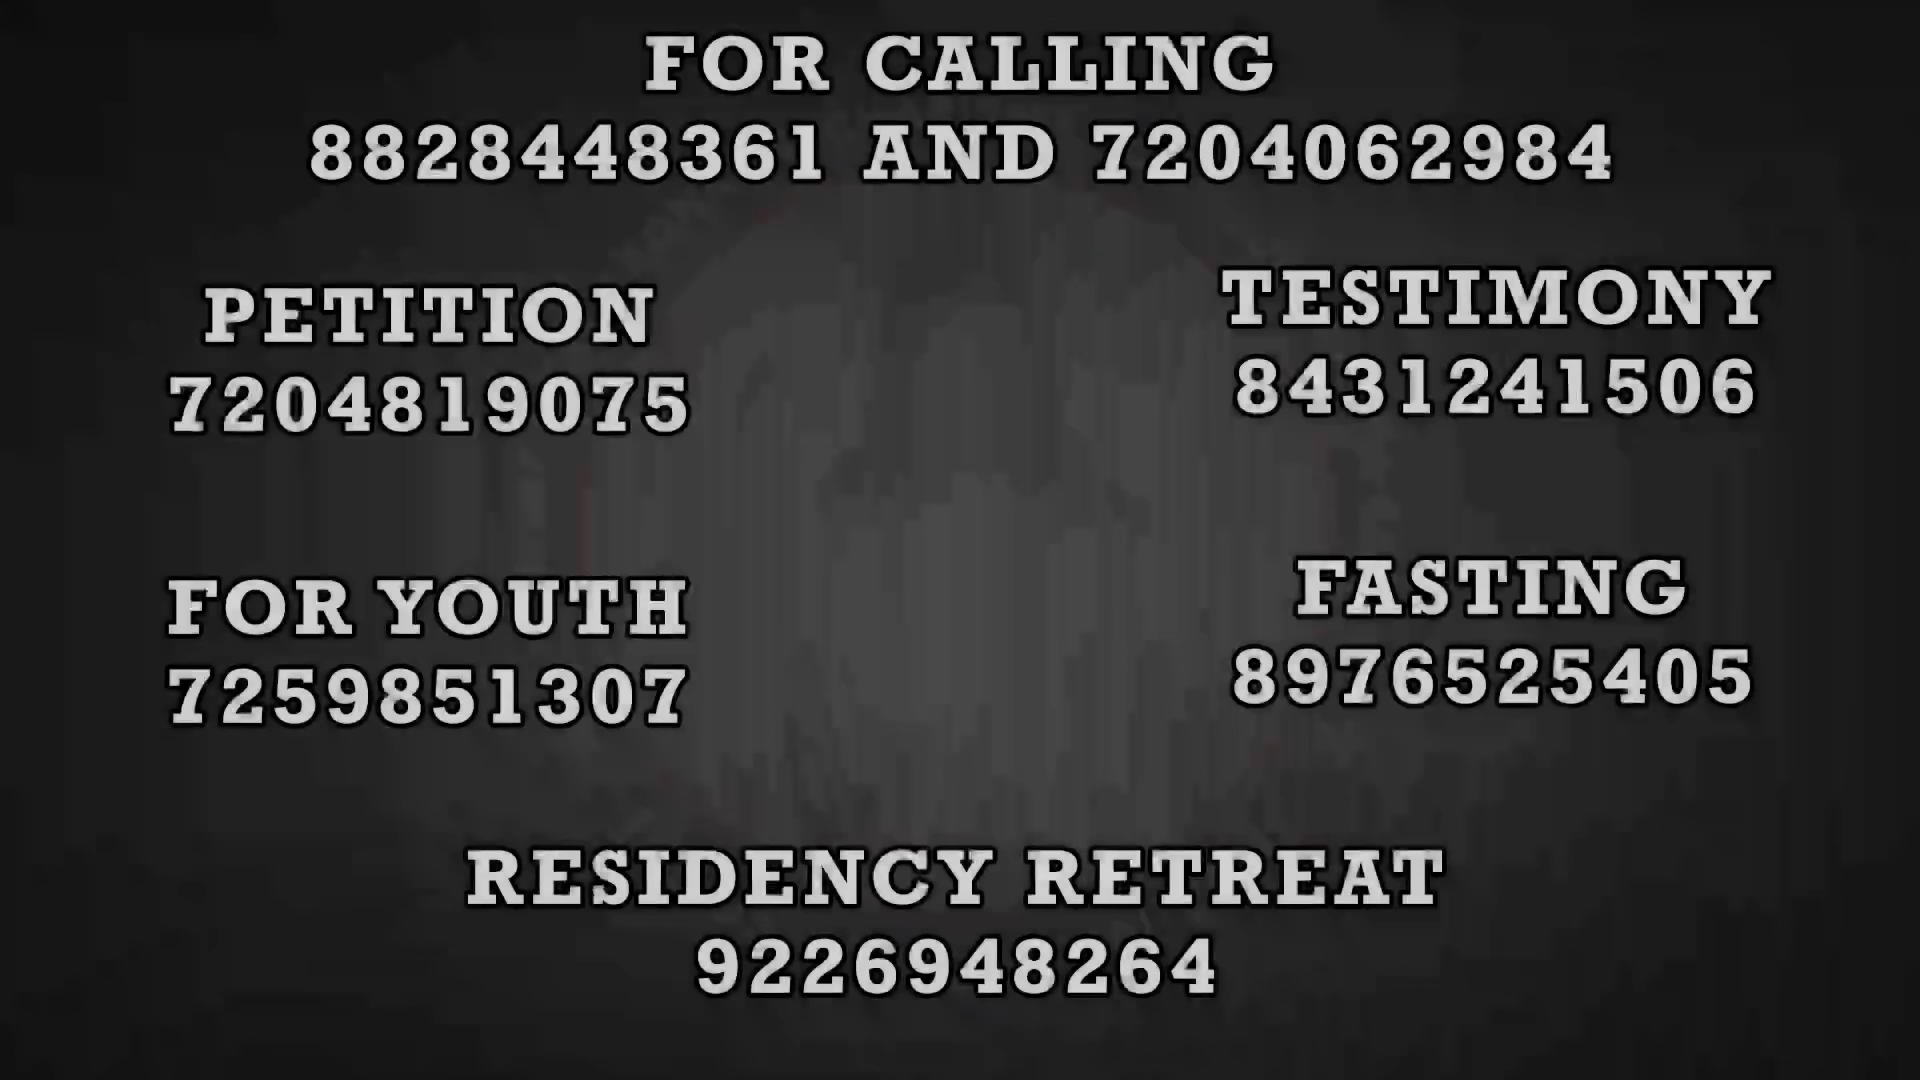 FOR CALLING
8828448361 AND 7204062984
PETITION
7204819075
TESTIMONY
8431241506
FOR YOUTH
7259851307
FASTING
8976525405
RESIDENCY RETREAT
9226948264